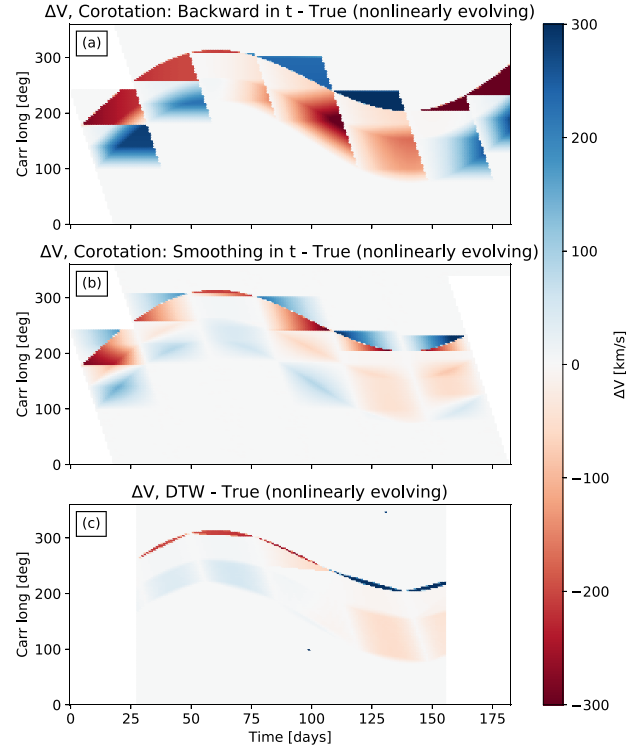 ΔV, Corotation: Backward in t - True (nonlinearly evolving)
(a)
Carr long [deg]
300
200
100
0
ΔV, Corotation: Smoothing in t - True (nonlinearly evolving)
(b)
Carr long [deg]
300
200
100
0
ΔV, DTW - True (nonlinearly evolving)
(c)
Carr long [deg]
300
200
100
0
0 25 50 75 100 125 150 175
Time [days]
300
200
100
0
−100
−200
−300
ΔV [km/s]